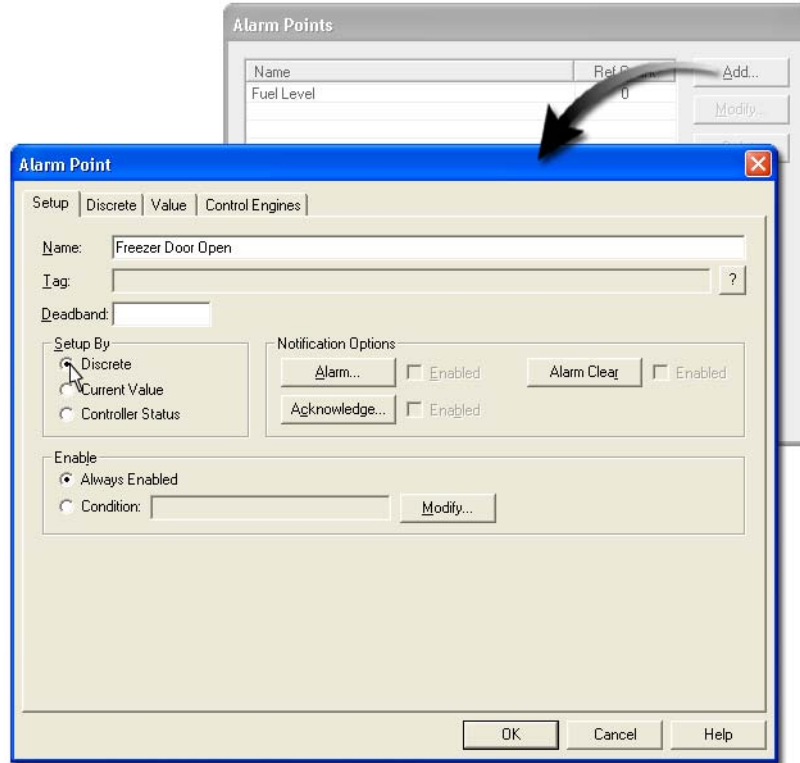 Alarm Points
Name
Add...
Fuel Level 0
Modify...
Alarm Point
Setup Discrete Value Control Engines
Name: Freezer Door Open
Tag: ?
Deadband:
Setup By
Discrete
Current Value
Controller Status
Notification Options
Alarm... Enabled Alarm Clear Enabled
Acknowledge... Enabled
Enable
Always Enabled
Condition: Modify...
OK Cancel Help